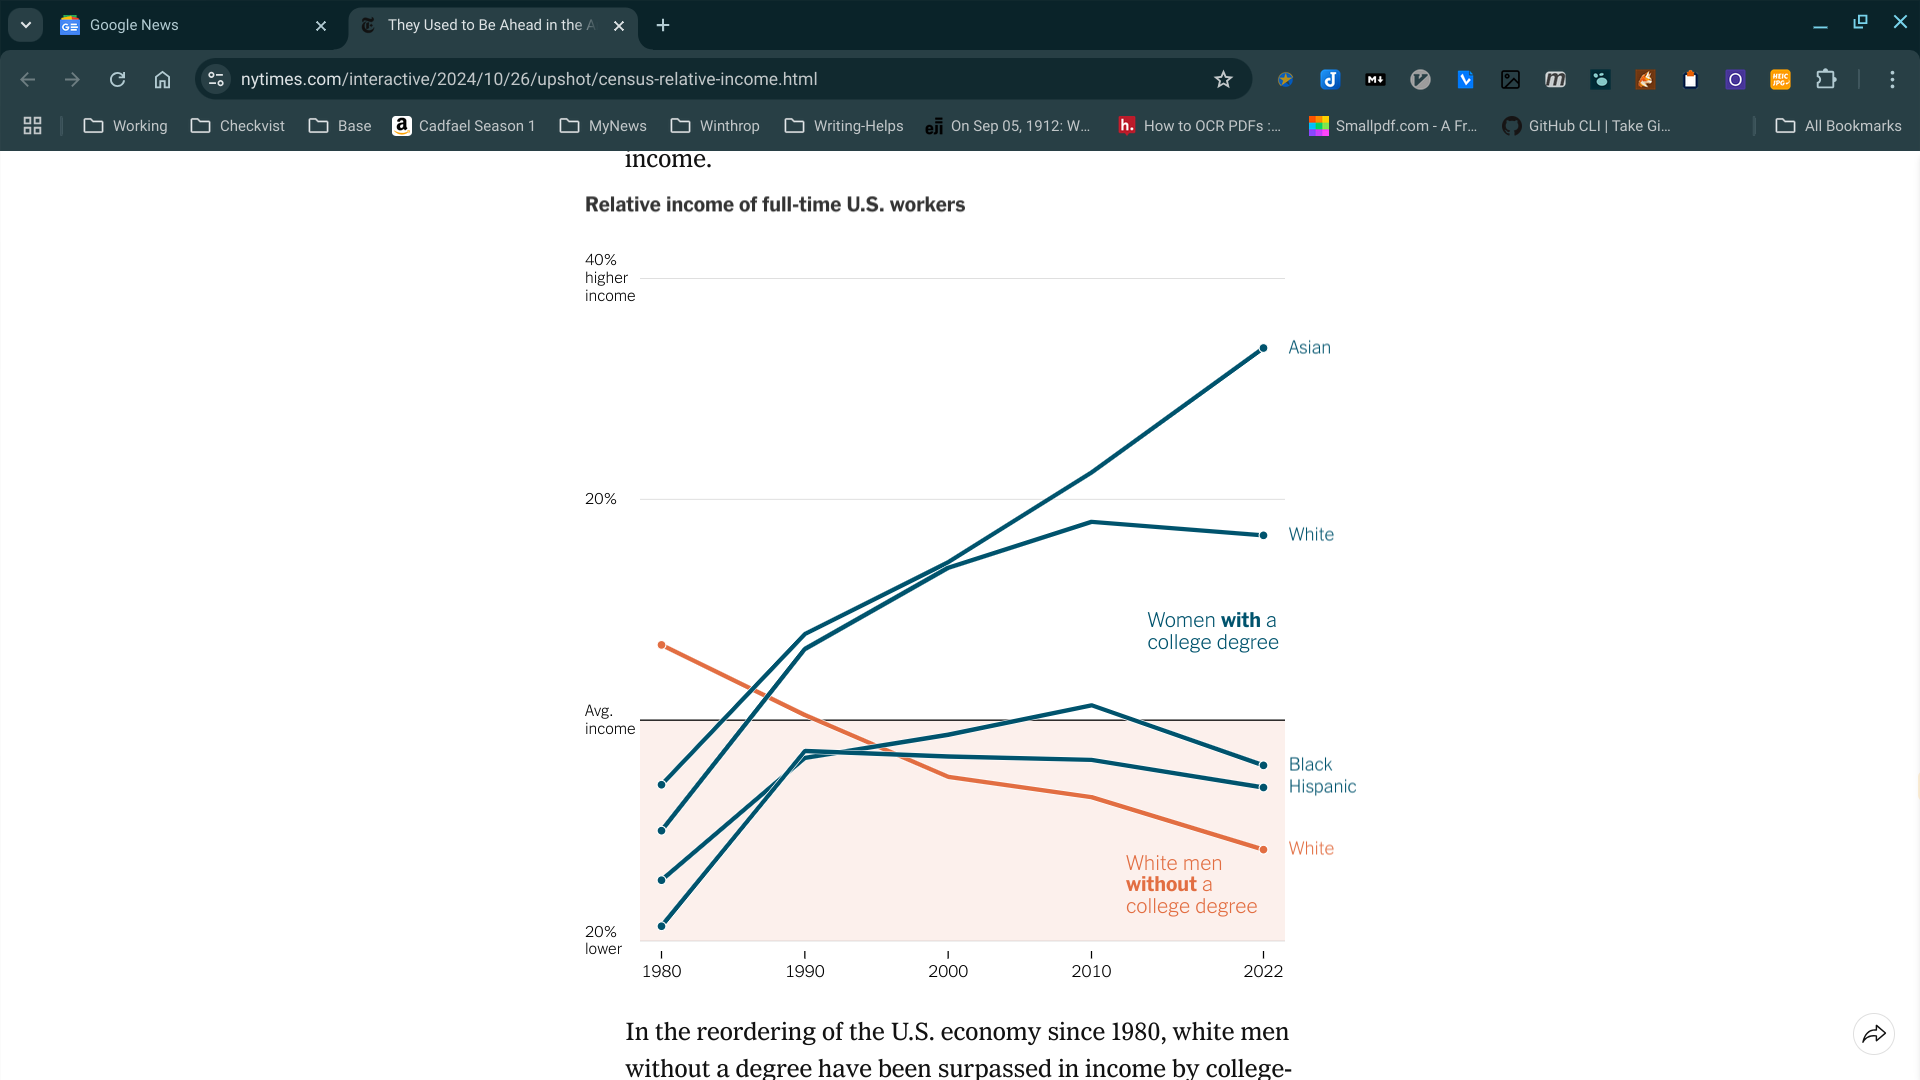 Google News
They Used to Be Ahead in the A
nytimes.com/interactive/2024/10/26/upshot/census-relative-income.html
Working
Checkvist
Base
Cadfael Season 1
MyNews
Winthrop
Writing-Helps
On Sep 05, 1912: W...
How to OCR PDFs :...
Smallpdf.com - A Fr...
GitHub CLI | Take Gi...
All Bookmarks
income.
Relative income of full-time U.S. workers
40%
higher
income
Asian
20%
White
Women with a
college degree
Avg.
income
Black
Hispanic
White
White men
without a
college degree
20%
lower
1980
1990
2000
2010
2022
In the reordering of the U.S. economy since 1980, white men
without a degree have been surpassed in income by college-